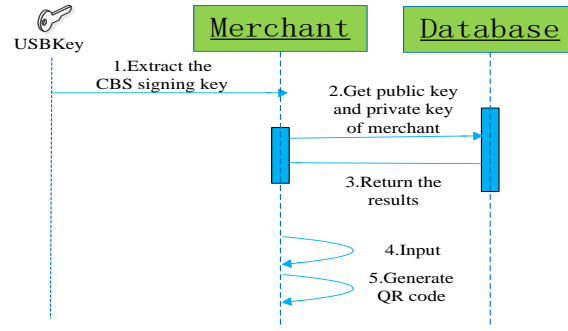 USBKey
Merchant
Database
1.Extract the
CBS signing key
2.Get public key
and private key
of merchant
3.Return the
results
4.Input
5.Generate
QR code